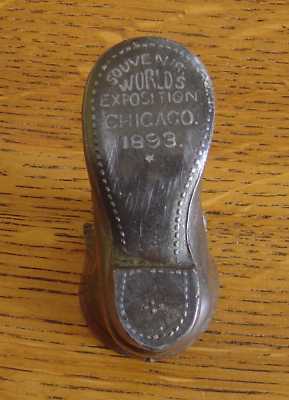 SOUVENIR
WORLD'S
EXPOSITION
CHICAGO.
1893.